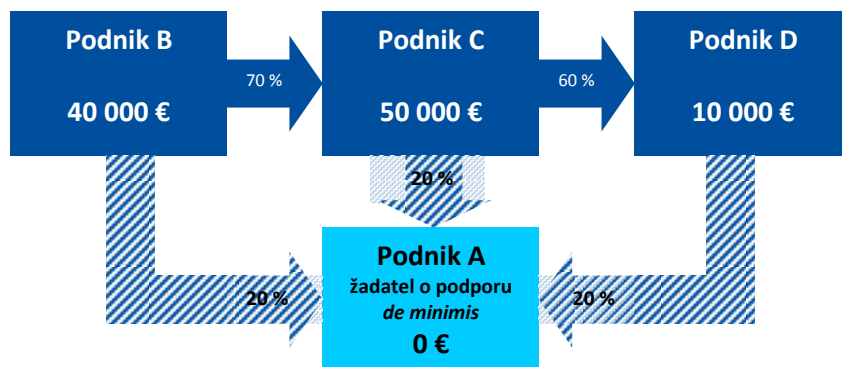 Podnik B
40 000 €
70 %
Podnik C
50 000 €
60 %
Podnik D
10 000 €
20 %
20 %
20 %
Podnik A
žadatel o podporu
de minimis
0 €